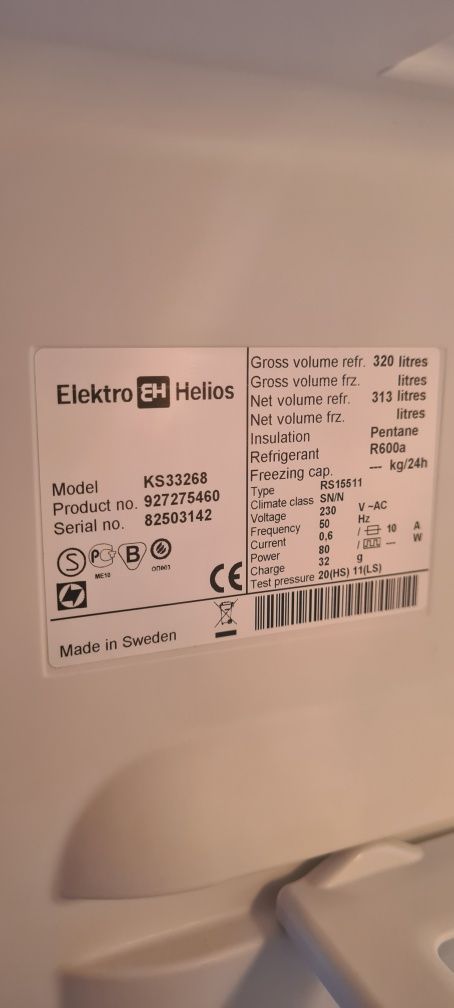 Elektro EH Helios
Model KS33268
Product no. 927275460
Serial no. 82503142
S PC B
ME10 ОП001
CE
Made in Sweden
Gross volume refr. 320 litres
Gross volume frz. litres
Net volume refr. 313 litres
Net volume frz. litres
Insulation Pentane
Refrigerant R600a
Freezing cap. --- kg/24h
Type RS15511
Climate class SN/N
Voltage 230 V ~AC
Frequency 50 Hz
Current 0,6 / 10 A
Power 80 / --- W
Charge 32 g
Test pressure 20(HS) 11(LS)